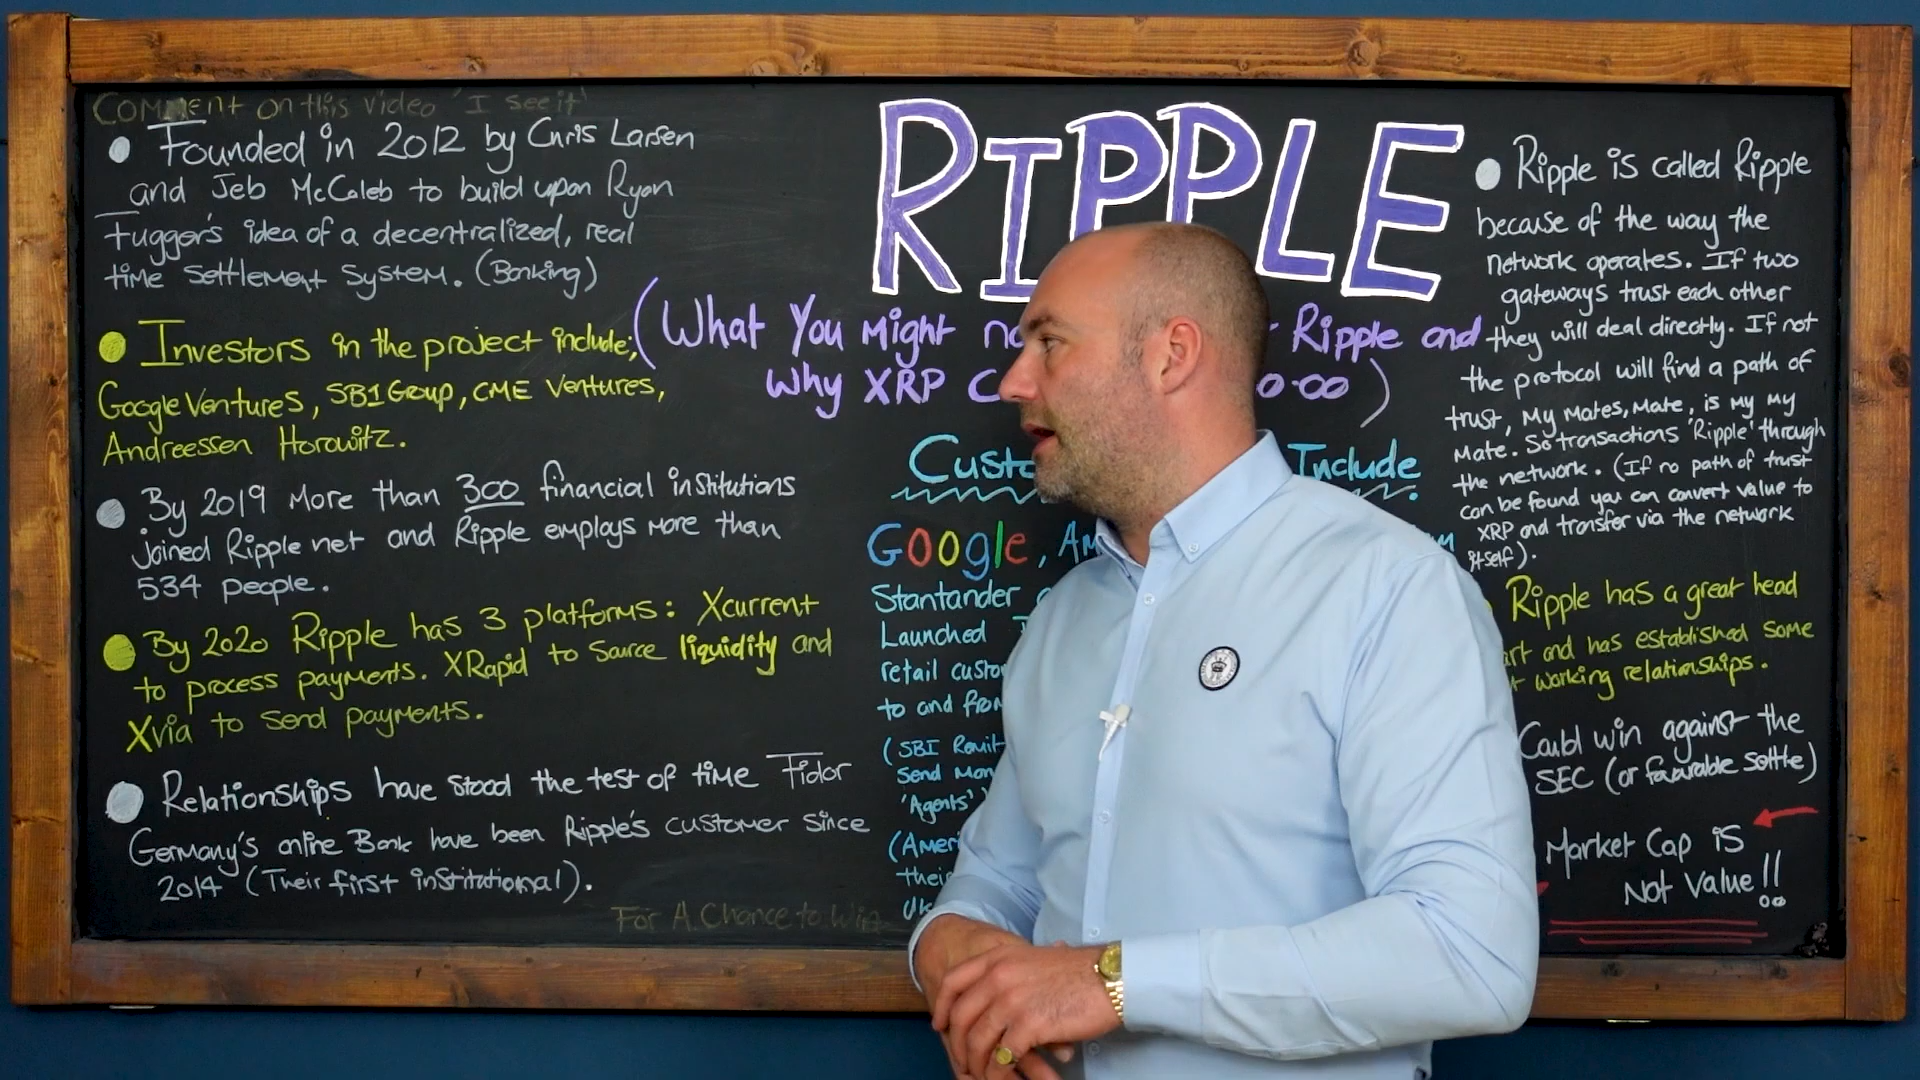 Comment on this video 'I see it'
• Founded in 2012 by Chris Larsen
and Jeb McCaleb to build upon Ryan
Fugger's idea of a decentralized, real
time settlement system. (Banking)
• Investors in the project include;
Google Ventures, SBI Group, CME Ventures,
Andreessen Horowitz.
• By 2019 More than 300 financial institutions
joined Ripple net and Ripple employs more than
534 people.
• By 2020 Ripple has 3 platforms: Xcurrent
to process payments. XRapid to source liquidity and
Xvia to send payments.
• Relationships have stood the test of time Fidor
Germany's online Bank have been Ripple's customer since
2014 (Their first institutional).
For A Chance to Win
RIPPLE
(What You Might Ripple and
Why XRP 0.00)
Include
Google,
Stantander
Launched
retail
to and
(SBI Remit
Send
'Agents'
their
UK
• Ripple is called Ripple
because of the way the
network operates. If two
gateways trust each other
they will deal directly. If not
the protocol will find a path of
trust, My Mates, Mate, is My My
Mate. So transactions 'Ripple' through
the network. (If no path of trust
can be found you can convert value to
XRP and transfer via the network
itself).
Ripple has a great head
and has established some
working relationships.
Could win against the
SEC (or favourable settle)
Market Cap is
Not Value!!